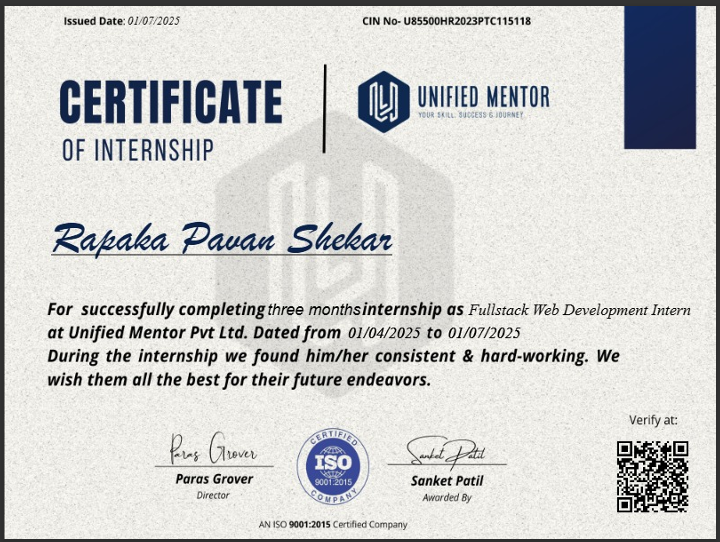 Issued Date: 01/07/2025
CIN No- U85500HR2023PTC115118
CERTIFICATE
OF INTERNSHIP
UNIFIED MENTOR
YOUR SKILL, SUCCESS & JOURNEY
Rapaka Pavan Shekar
For successfully completing three months internship as Fullstack Web Development Intern
at Unified Mentor Pvt Ltd. Dated from 01/04/2025 to 01/07/2025
During the internship we found him/her consistent & hard-working. We
wish them all the best for their future endeavors.
Verify at:
Paras Grover
Paras Grover
Director
CERTIFIED
ISO
9001:2015
COMPANY
Sanket Patil
Sanket Patil
Awarded By
AN ISO 9001:2015 Certified Company